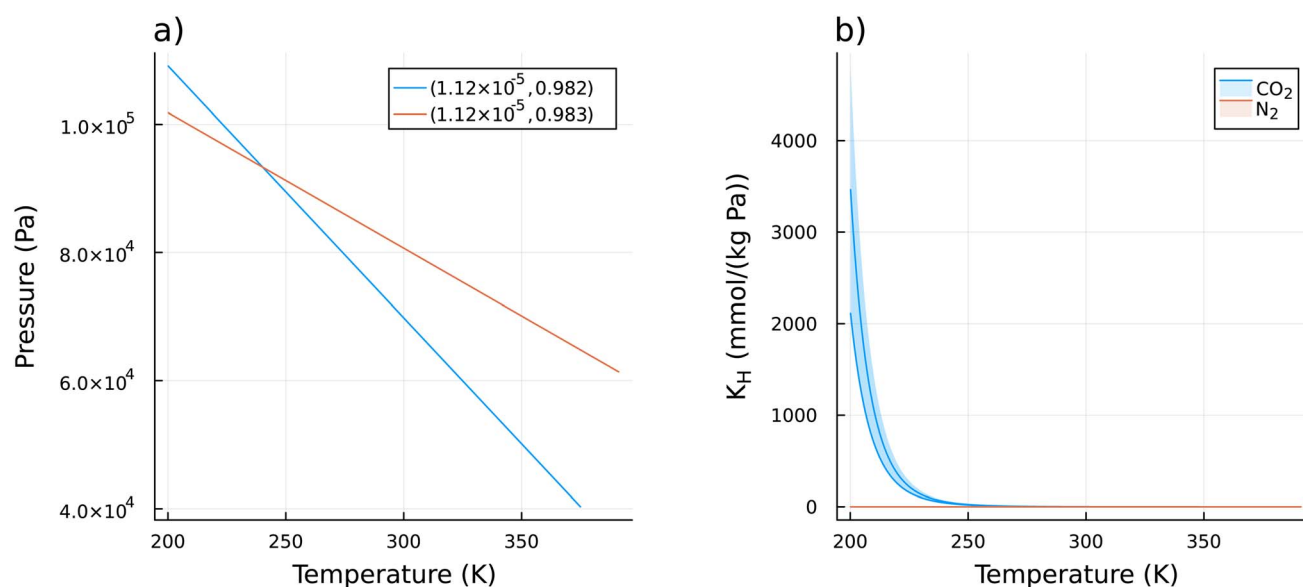 a)
Pressure (Pa)
1.0×10⁵
8.0×10⁴
6.0×10⁴
4.0×10⁴
200 250 300 350
Temperature (K)
(1.12×10⁻⁵,0.982)
(1.12×10⁻⁵,0.983)
b)
K_H (mmol/(kg Pa))
4000
3000
2000
1000
0
200 250 300 350
Temperature (K)
CO₂
N₂